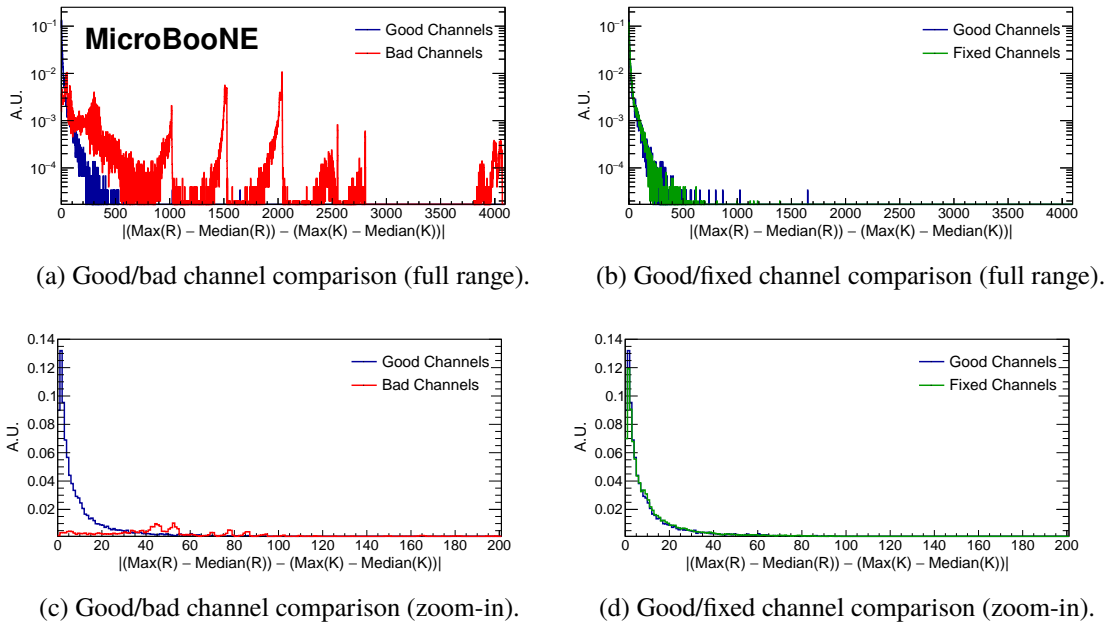 MicroBooNE
Good Channels
Bad Channels
A.U.
10⁻¹
10⁻²
10⁻³
10⁻⁴
0 500 1000 1500 2000 2500 3000 3500 4000
|(Max(R) − Median(R)) − (Max(K) − Median(K))|
(a) Good/bad channel comparison (full range).
Good Channels
Fixed Channels
A.U.
10⁻¹
10⁻²
10⁻³
10⁻⁴
0 500 1000 1500 2000 2500 3000 3500 4000
|(Max(R) − Median(R)) − (Max(K) − Median(K))|
(b) Good/fixed channel comparison (full range).
Good Channels
Bad Channels
A.U.
0.14
0.12
0.1
0.08
0.06
0.04
0.02
0 20 40 60 80 100 120 140 160 180 200
|(Max(R) − Median(R)) − (Max(K) − Median(K))|
(c) Good/bad channel comparison (zoom-in).
Good Channels
Fixed Channels
A.U.
0.14
0.12
0.1
0.08
0.06
0.04
0.02
0 20 40 60 80 100 120 140 160 180 200
|(Max(R) − Median(R)) − (Max(K) − Median(K))|
(d) Good/fixed channel comparison (zoom-in).